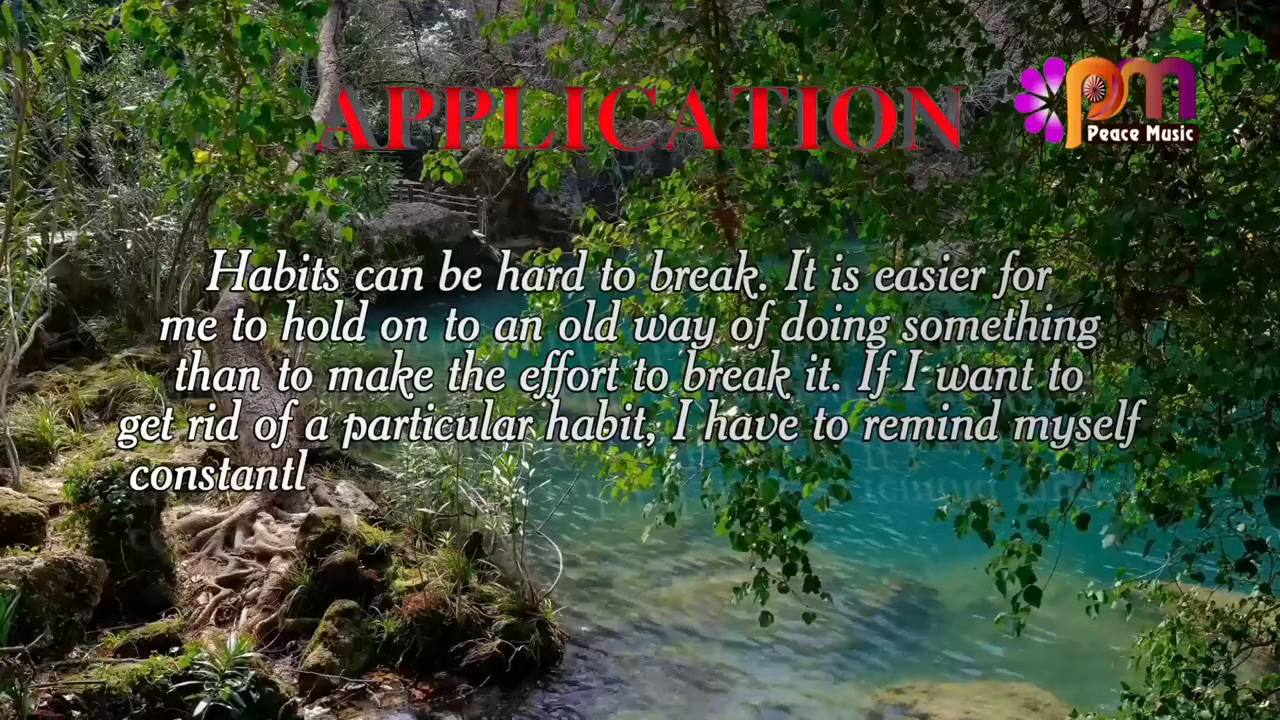 APPLICATION
pm
Peace Music
Habits can be hard to break. It is easier for
me to hold on to an old way of doing something
than to make the effort to break it. If I want to
get rid of a particular habit, I have to remind myself
constantl